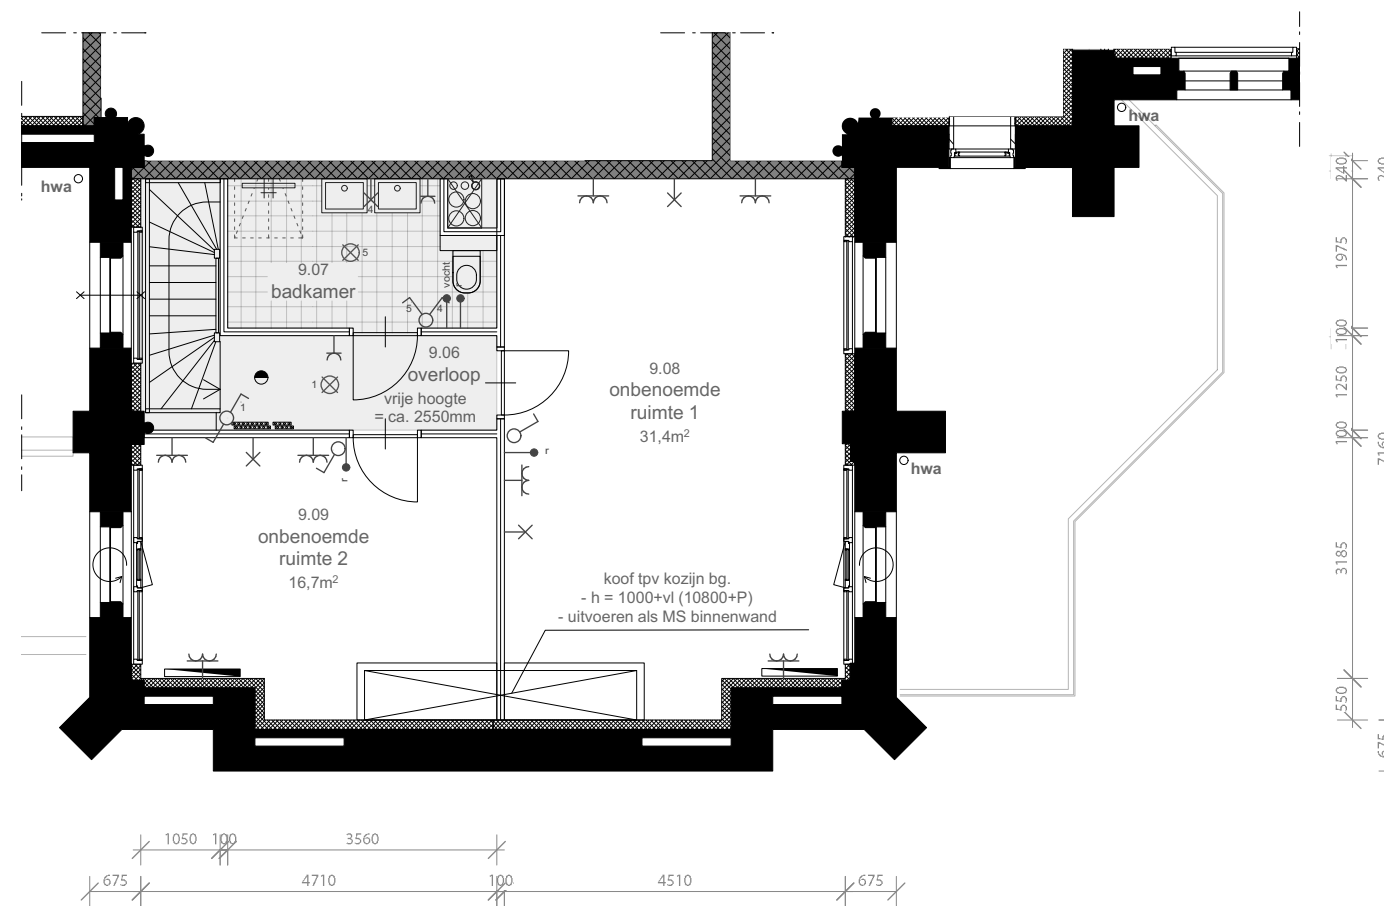 hwa
hwa
9.07
badkamer
4
5
vocht
5
4
9.06
overloop
vrije hoogte
= ca. 2550mm
1
1
9.08
onbenoemde
ruimte 1
31,4m²
r
r
hwa
9.09
onbenoemde
ruimte 2
16,7m²
koof tpv kozijn bg.
- h = 1000+vl (10800+P)
- uitvoeren als MS binnenwand
240
1975
100
1250
100
3185
550
240
7160
675
1050
100
3560
675
4710
100
4510
675